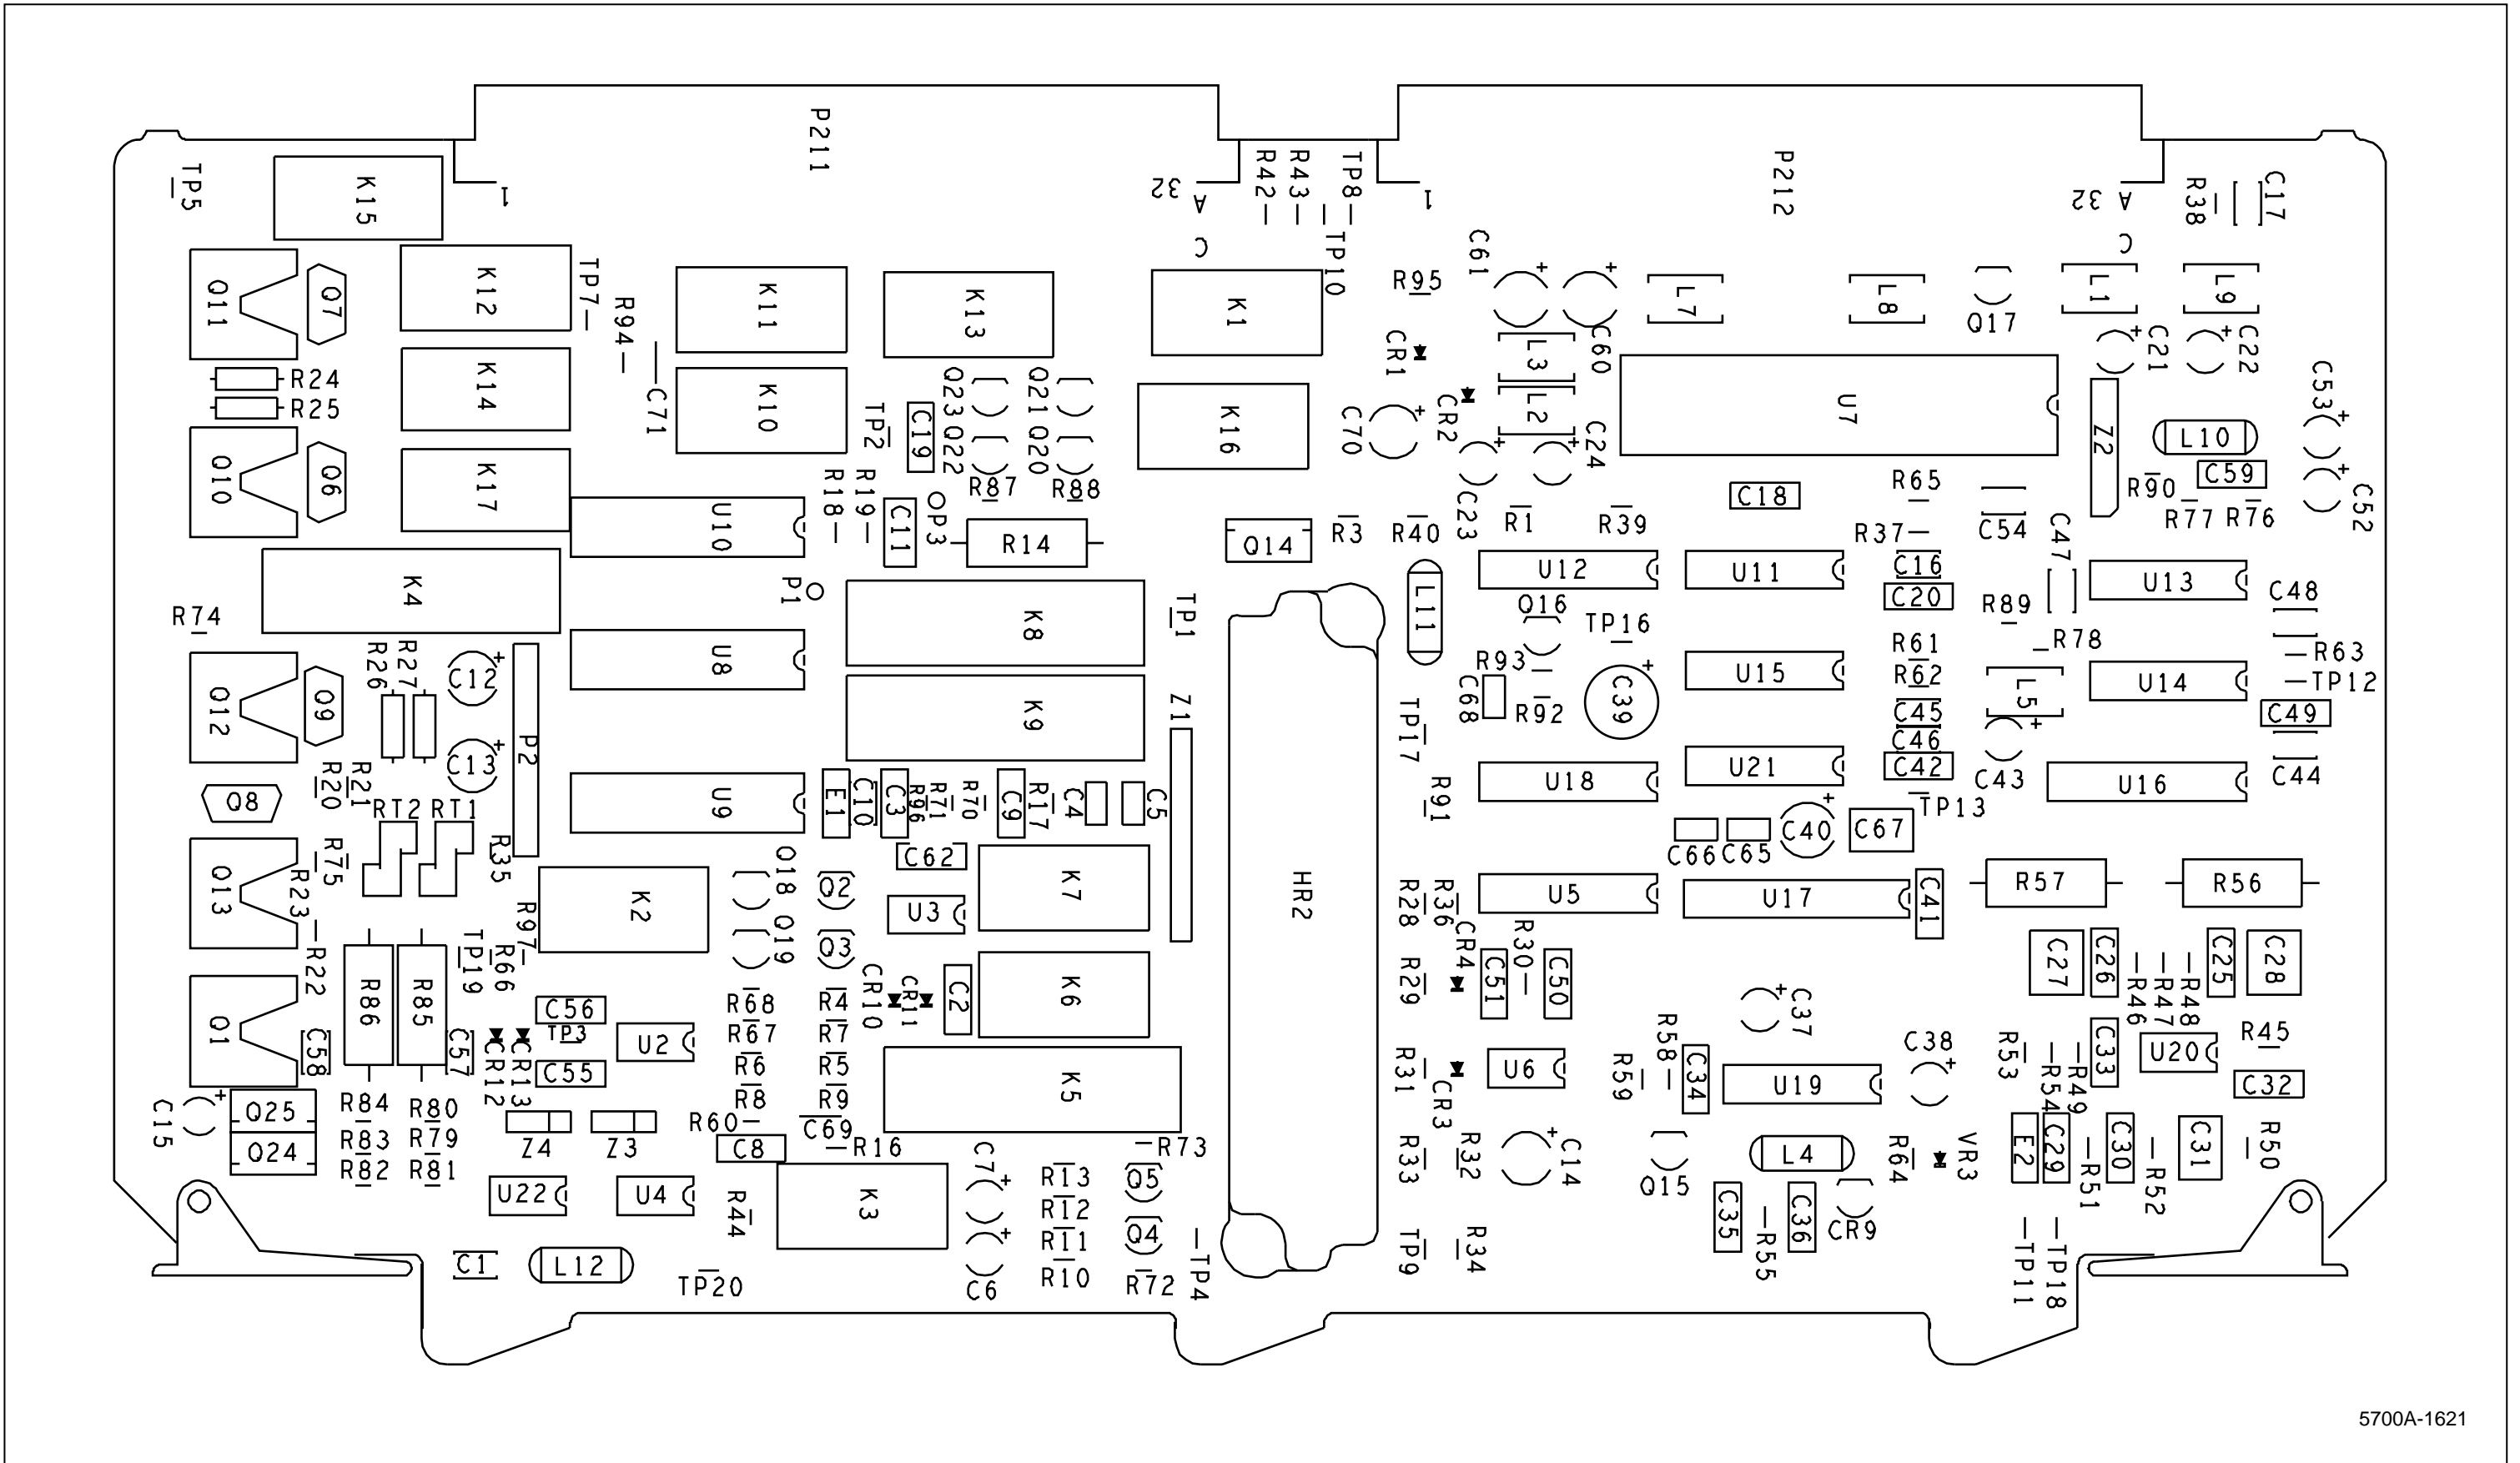 P211
P212
TP5
K15
1
32
A
C
R42
R43
TP8
TP10
1
32
A
C
R38
C17
Q11
Q7
K12
TP7
R94
K11
K13
K1
R95
C61
C60
L7
L8
Q17
L1
L9
CR1
L3
C21
C22
R24
R25
K14
C71
K10
TP2
C19
Q23
Q22
Q21
Q20
K16
C70
CR2
L2
C24
C23
U7
Z2
L10
C53
C52
Q10
Q6
K17
U10
R18
R19
C11
P3
R87
R88
R14
Q14
R3
R40
R1
R39
C18
R65
R37
C54
C47
R90
C59
R77
R76
K4
P1
K8
TP1
L11
U12
U11
C16
C20
U13
C48
R74
R89
R78
Q16
TP16
R61
R62
R63
TP12
R26
R27
C12
U8
Q12
Q9
K9
Z1
TP17
R93
C68
R92
C39
U15
C45
C46
L5
U14
C49
C13
P2
R20
R21
Q8
U9
E1
C10
C3
R96
R71
R70
C9
R17
C4
C5
R91
U18
U21
C42
C43
U16
C44
TP13
RT2
RT1
R35
C66
C65
C40
C67
Q13
R75
R23
R22
K2
Q18
Q19
Q2
Q3
C62
U3
K7
HR2
R28
R36
U5
U17
C41
R57
R56
R97
TP19
R66
R86
R85
CR4
R30
C51
C50
R29
C27
C26
R46
R47
R48
C25
C28
Q1
C58
C57
CR12
CR13
C56
TP3
C55
U2
R68
R67
R6
R8
R4
R7
R5
R9
CR10
CR11
C2
K6
K5
R31
CR3
U6
C37
R58
R59
C34
U19
C38
R53
R54
R49
C33
U20
R45
C32
C15
Q25
Q24
R84
R83
R82
R80
R79
R81
Z4
Z3
R60
C8
C69
R16
R73
R33
R32
C14
Q15
L4
R64
VR3
E2
C29
R51
C30
R52
C31
R50
U22
U4
R44
K3
C7
C6
R13
R12
R11
R10
Q5
Q4
R72
TP4
TP9
R34
C35
R55
C36
CR9
TP11
TP18
C1
L12
TP20
5700A-1621